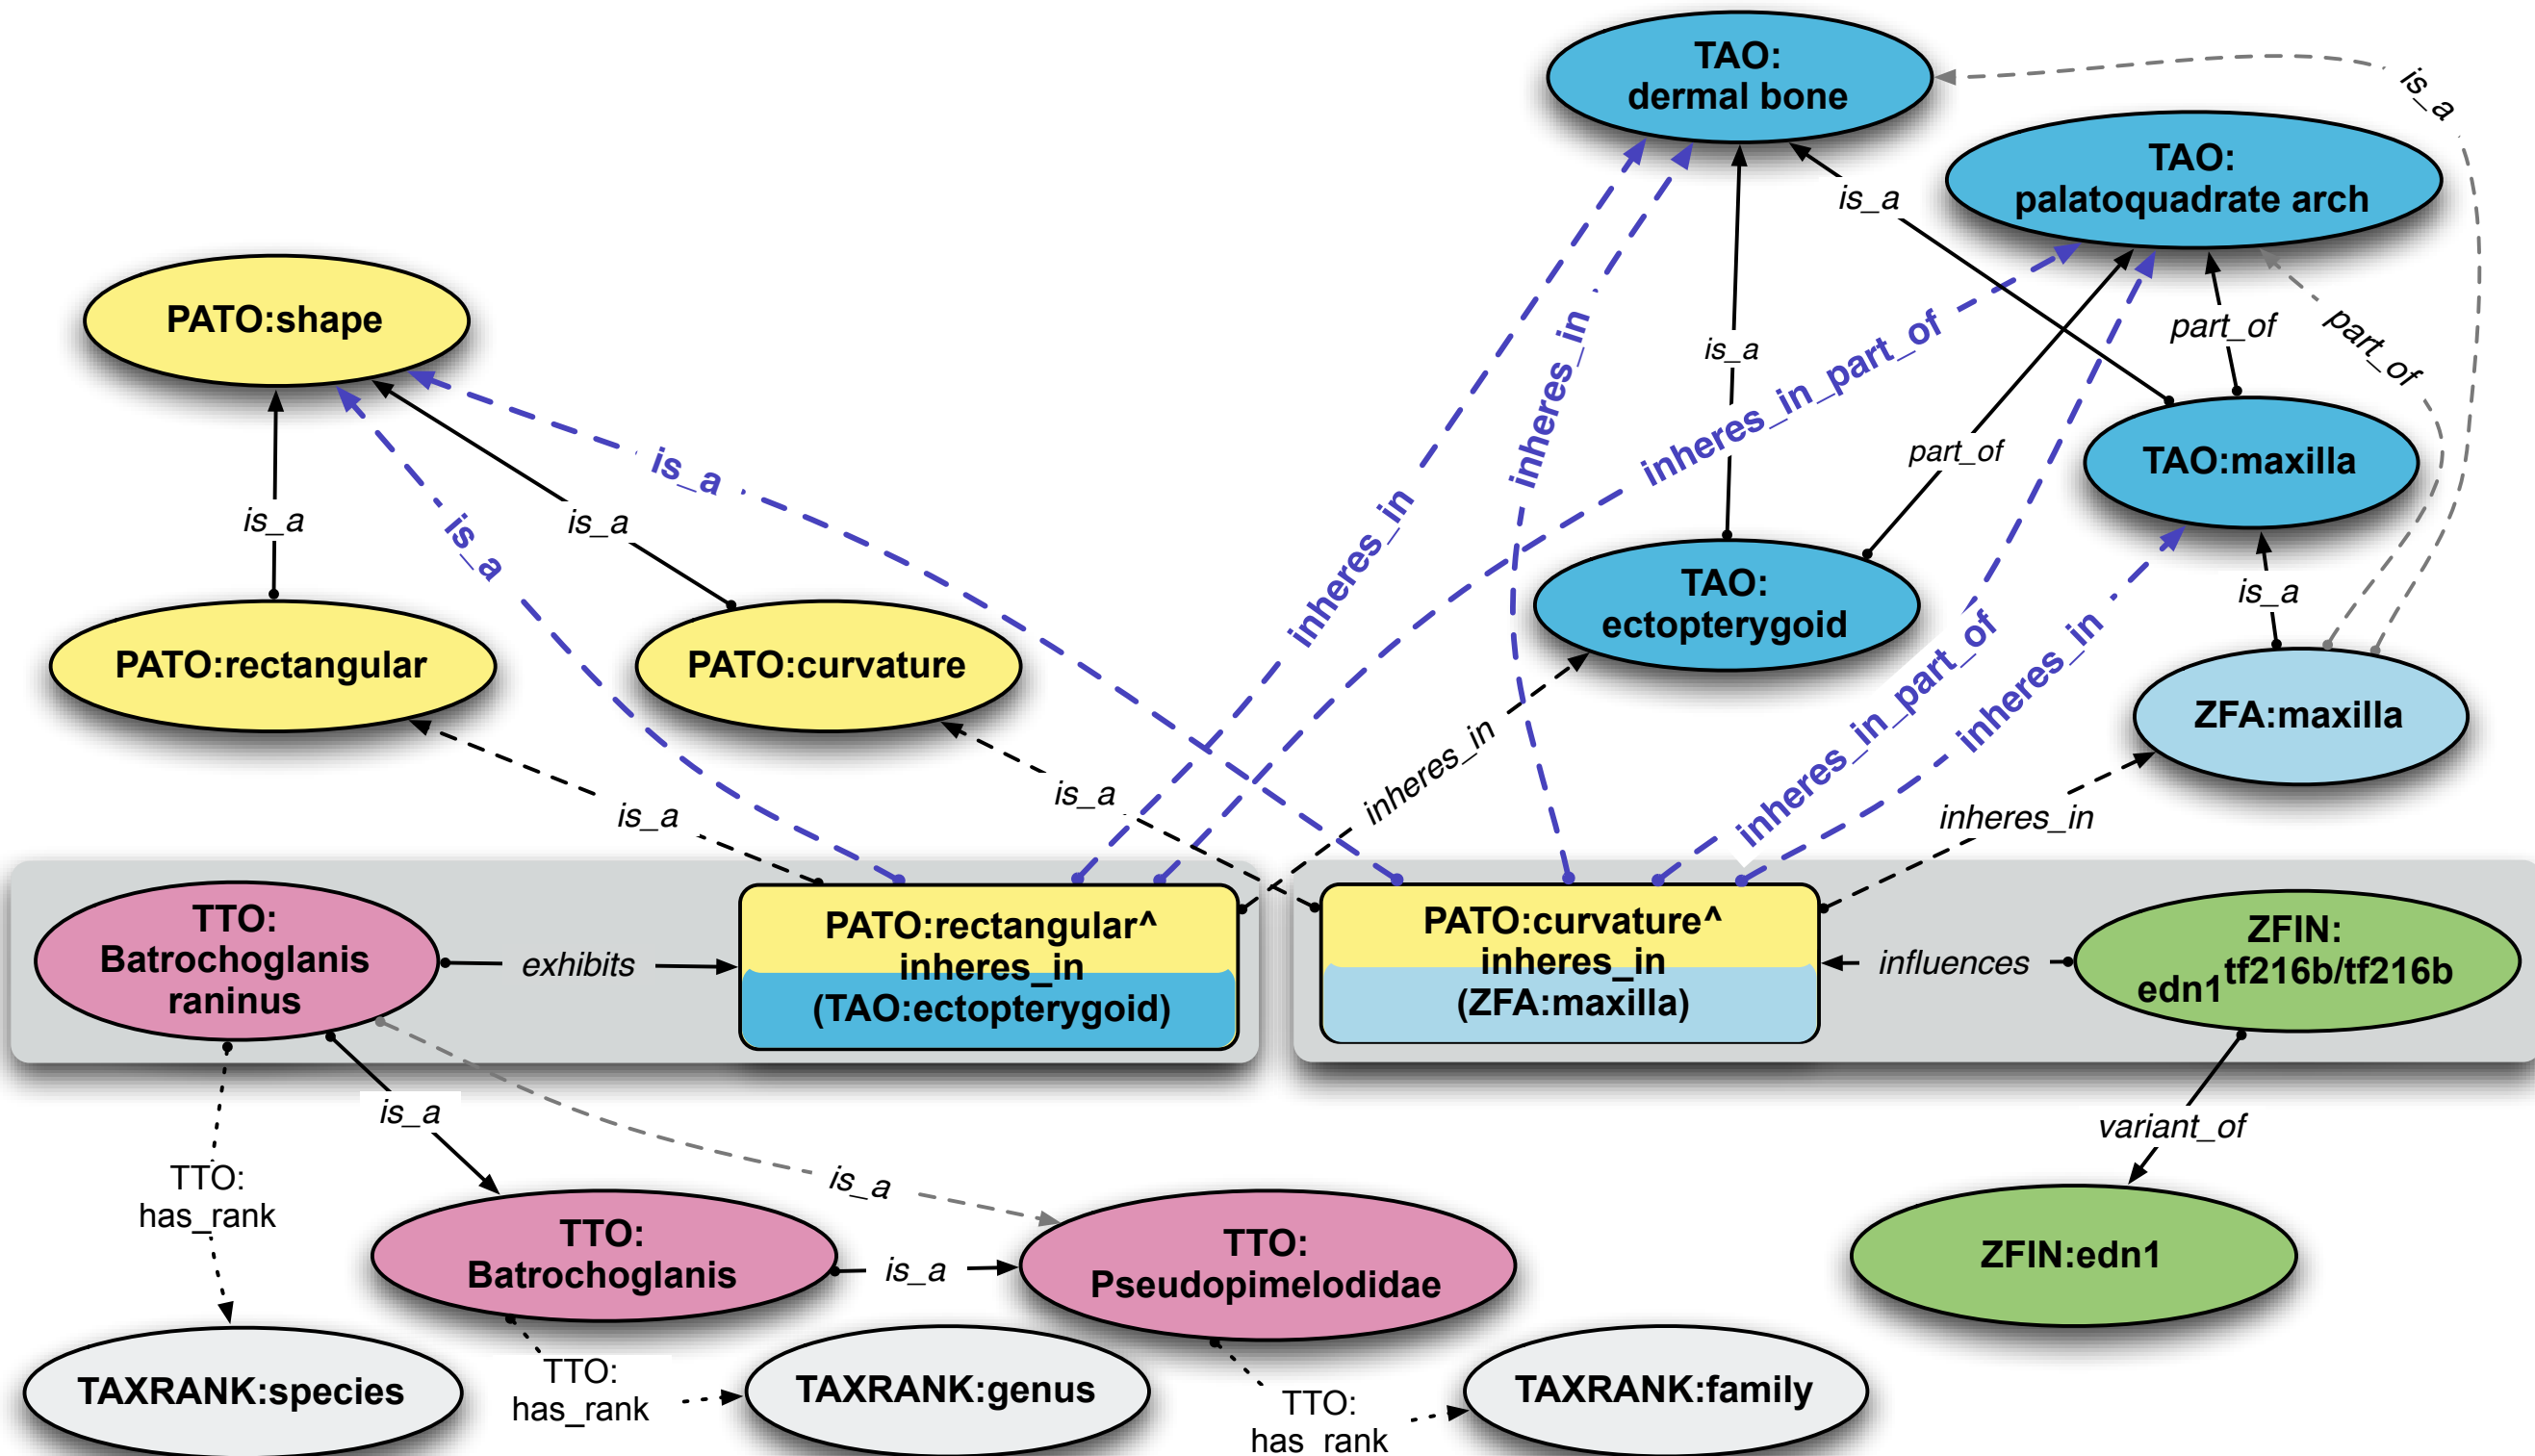 TAO:
dermal bone
is_a
TAO:
palatoquadrate arch
is_a
PATO:shape
inheres_in
inheres_in_part_of
is_a
part_of
part_of
is_a
is_a
is_a
is_a
inheres_in
part_of
TAO:maxilla
PATO:rectangular
PATO:curvature
TAO:
ectopterygoid
is_a
inheres_in_part_of
inheres_in
ZFA:maxilla
is_a
is_a
inheres_in
inheres_in
TTO:
Batrochoglanis
raninus
exhibits
PATO:rectangular^
inheres_in
(TAO:ectopterygoid)
PATO:curvature^
inheres_in
(ZFA:maxilla)
influences
ZFIN:
edn1tf216b/tf216b
is_a
variant_of
TTO:
has_rank
is_a
TTO:
Batrochoglanis
is_a
TTO:
Pseudopimelodidae
ZFIN:edn1
TAXRANK:species
TTO:
has_rank
TAXRANK:genus
TTO:
has_rank
TAXRANK:family